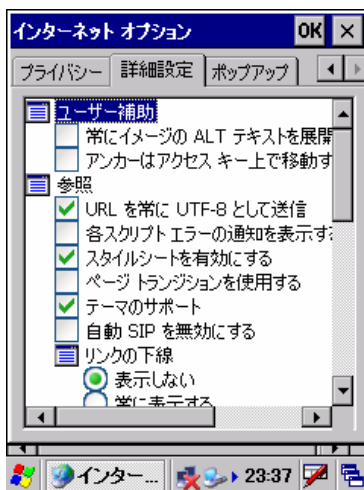 インターネット オプション OK
プライバシー 詳細設定 ポップアップ
ユーザー補助
常にイメージの ALT テキストを展開
アンカーはアクセス キー上で移動す
参照
URL を常に UTF-8 として送信
各スクリプト エラーの通知を表示す
スタイルシートを有効にする
ページ トランジションを使用する
テーマのサポート
自動 SIP を無効にする
リンクの下線
表示しない
常に表示する
インター... 23:37